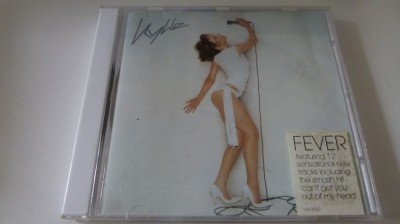 Kylie
FEVER
featuring 12
sensational new
tracks including
the smash hit
'can't get you
out of my head'